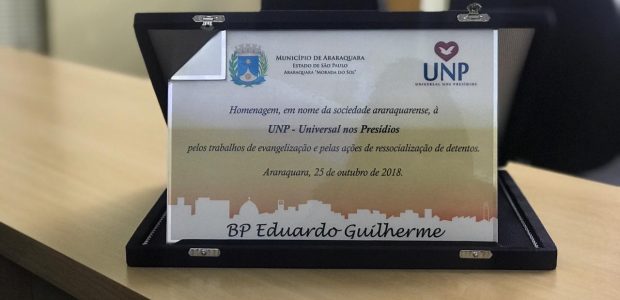 MUNICÍPIO DE ARARAQUARA
ESTADO DE SÃO PAULO
ARARAQUARA "MORADA DO SOL"
UNP
UNIVERSAL NOS PRESÍDIOS
Homenagem, em nome da sociedade araraquarense, à
UNP - Universal nos Presídios
pelos trabalhos de evangelização e pelas ações de ressocialização de detentos.
Araraquara, 25 de outubro de 2018.
BP Eduardo Guilherme